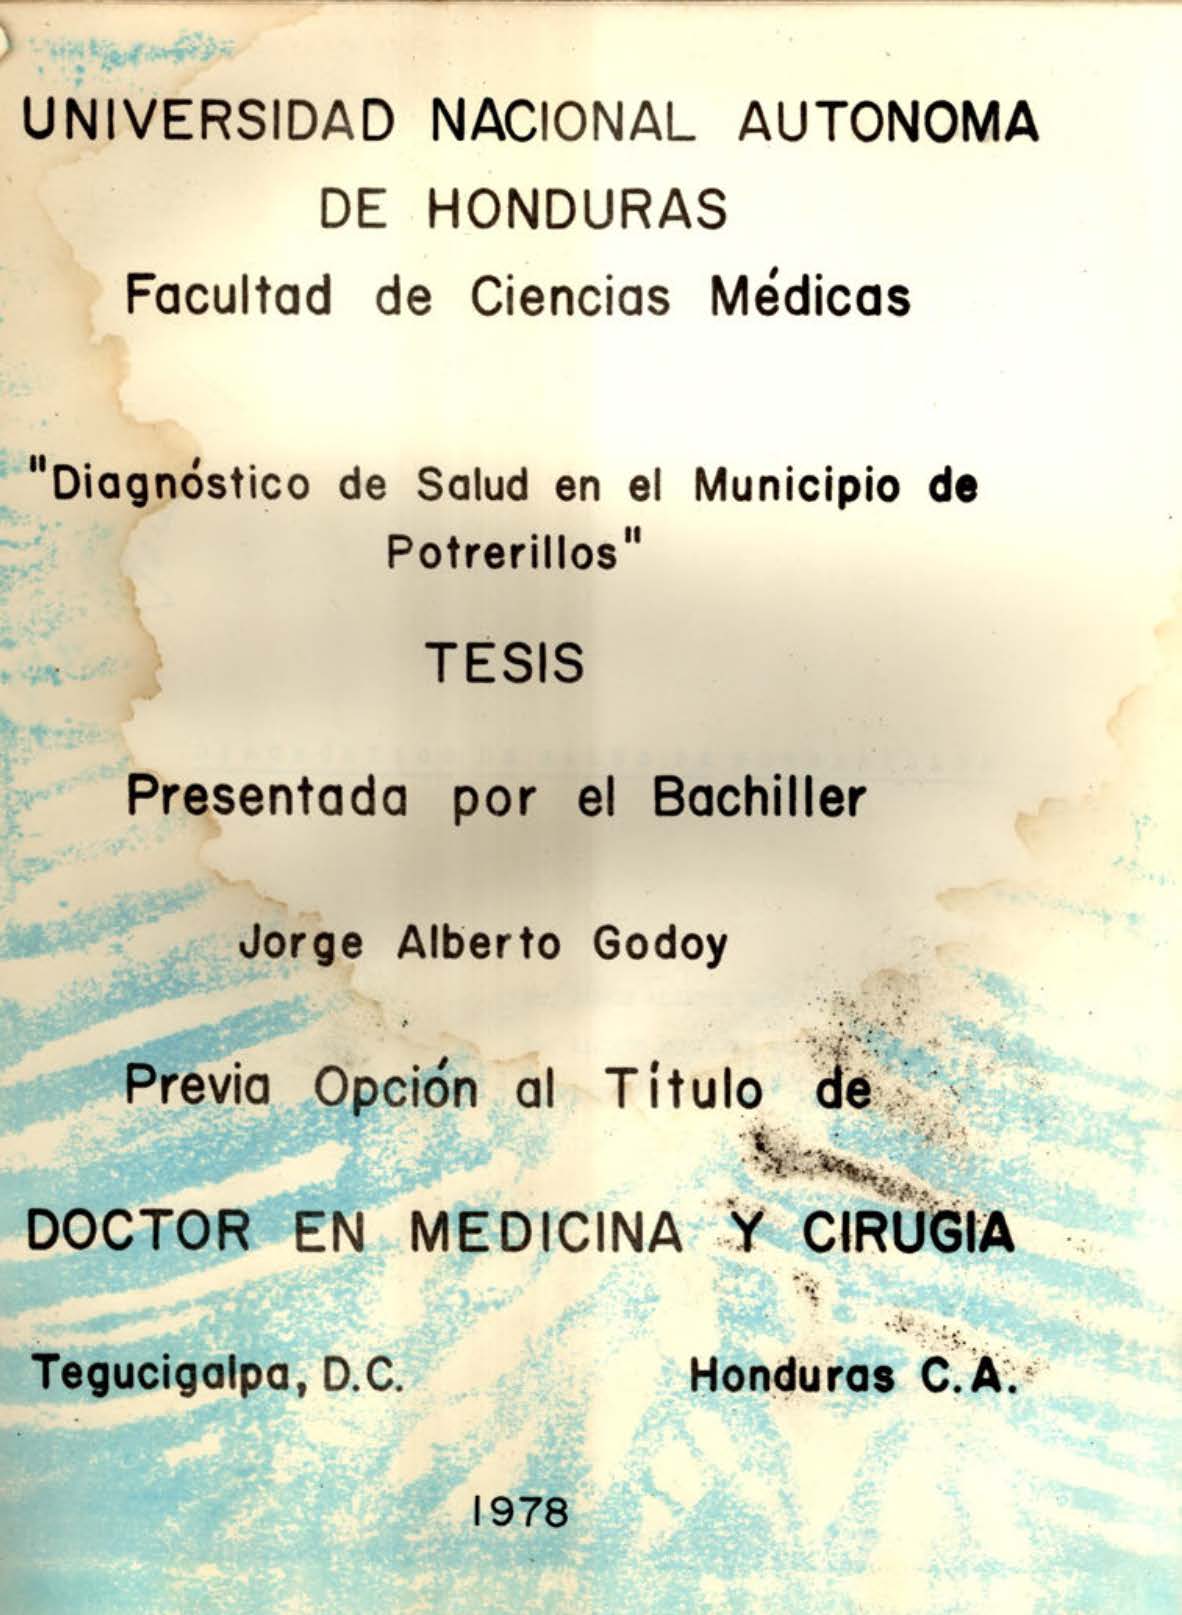 UNIVERSIDAD NACIONAL AUTONOMA
DE HONDURAS
Facultad de Ciencias Médicas
"Diagnóstico de Salud en el Municipio de
Potrerillos"
TESIS
Presentada por el Bachiller
Jorge Alberto Godoy
Previa Opción al Título de
DOCTOR EN MEDICINA Y CIRUGIA
Tegucigalpa, D.C. Honduras C.A.
1978